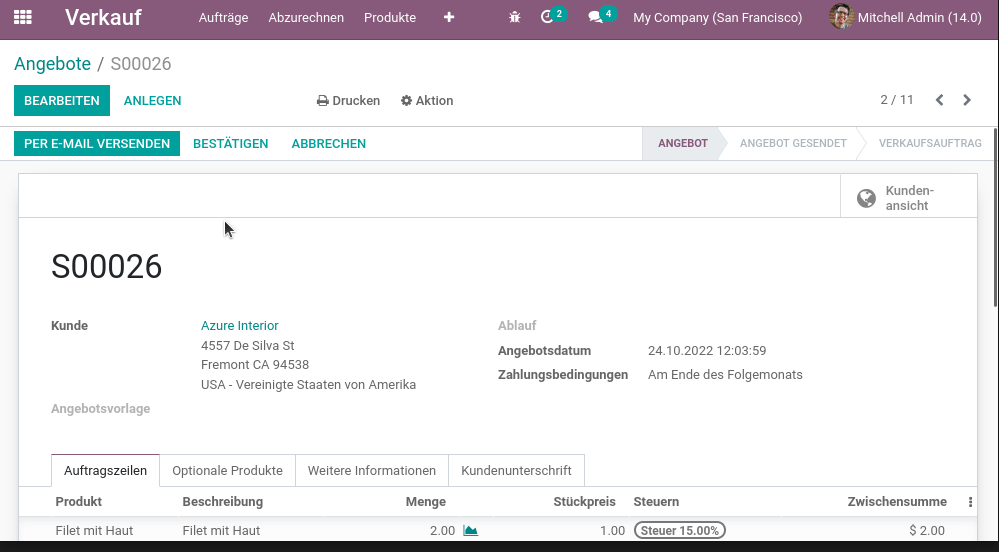 Verkauf Aufträge Abzurechnen Produkte 2 4 My Company (San Francisco) Mitchell Admin (14.0)
Angebote / S00026
BEARBEITEN ANLEGEN Drucken Aktion 2 / 11
PER E-MAIL VERSENDEN BESTÄTIGEN ABBRECHEN ANGEBOT ANGEBOT GESENDET VERKAUFSAUFTRAG
Kunden-
ansicht
S00026
Kunde Azure Interior
4557 De Silva St
Fremont CA 94538
USA - Vereinigte Staaten von Amerika
Angebotsvorlage
Ablauf
Angebotsdatum 24.10.2022 12:03:59
Zahlungsbedingungen Am Ende des Folgemonats
Auftragszeilen Optionale Produkte Weitere Informationen Kundenunterschrift
Produkt Beschreibung Menge Stückpreis Steuern Zwischensumme
Filet mit Haut Filet mit Haut 2.00 1.00 Steuer 15.00% $ 2.00